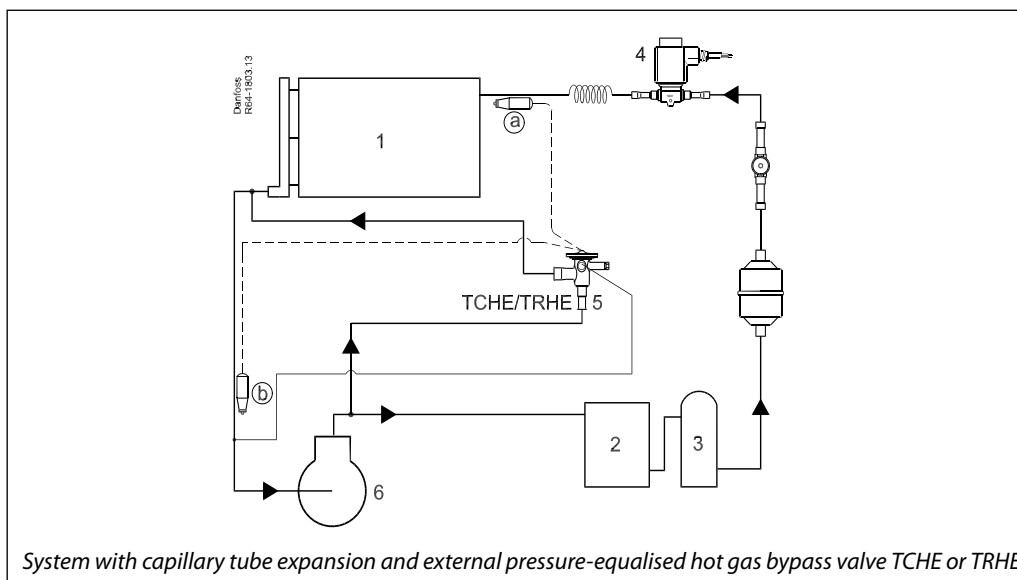 Danfoss
R64-1803.13
4
a
1
TCHE/TRHE 5
b
2
3
6
System with capillary tube expansion and external pressure-equalised hot gas bypass valve TCHE or TRHE